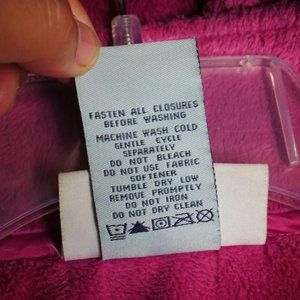 FASTEN ALL CLOSURES
BEFORE WASHING
MACHINE WASH COLD
GENTLE CYCLE
SEPARATELY
DO NOT BLEACH
DO NOT USE FABRIC
SOFTENER
TUMBLE DRY LOW
REMOVE PROMPTLY
DO NOT IRON
DO NOT DRY CLEAN